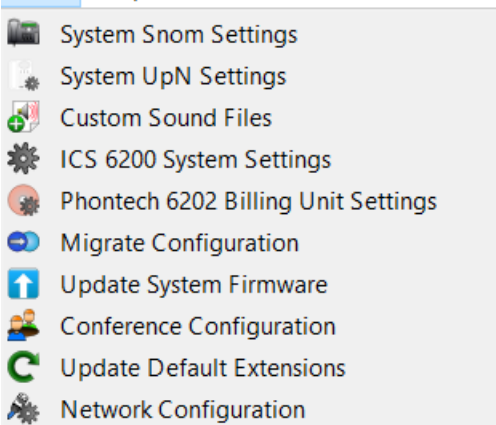 System Snom Settings
System UpN Settings
Custom Sound Files
ICS 6200 System Settings
Phontech 6202 Billing Unit Settings
Migrate Configuration
Update System Firmware
Conference Configuration
Update Default Extensions
Network Configuration